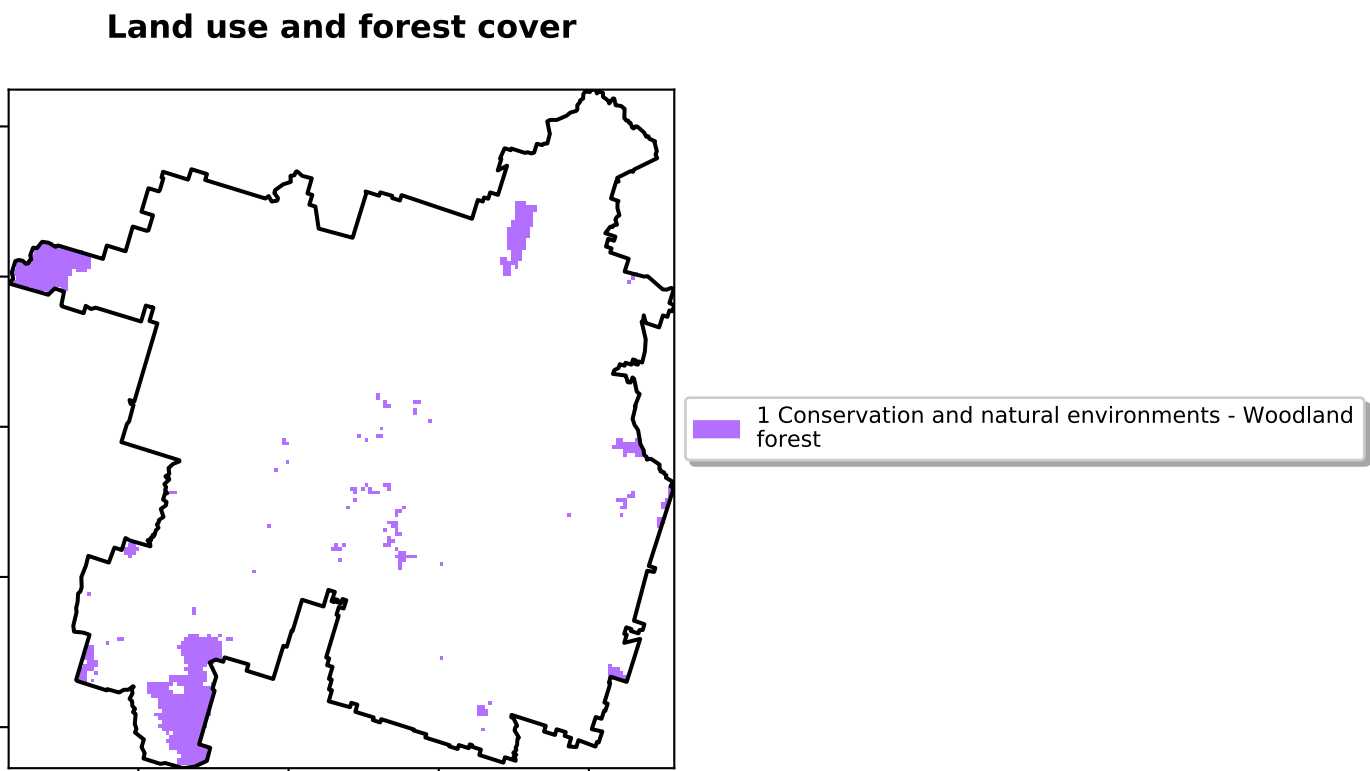 Land use and forest cover
1 Conservation and natural environments - Woodland
forest